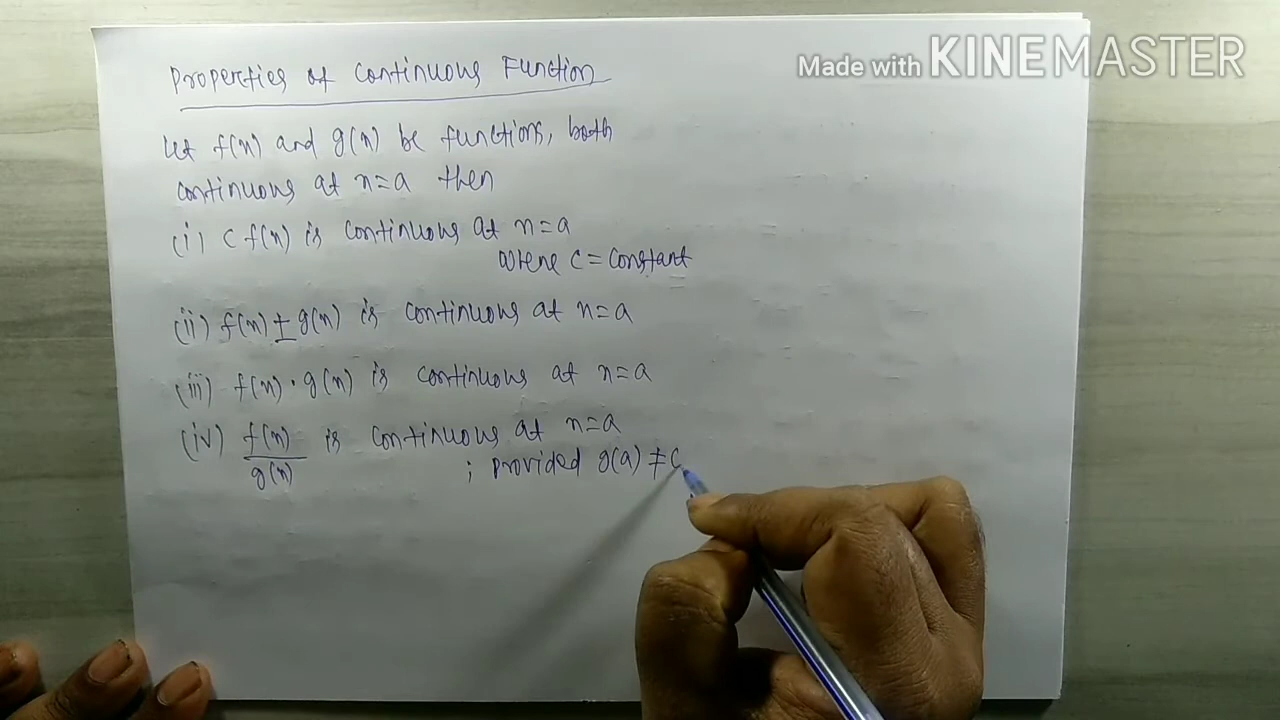 Made with KINEMASTER
Properties of Continuous Function
Let f(x) and g(x) be functions, both
continuous at x=a then
(i) C f(x) is continuous at x=a
where C = Constant
(ii) f(x) ± g(x) is continuous at x=a
(iii) f(x) · g(x) is continuous at x=a
(iv) f(x)/g(x) is continuous at x=a
; provided g(a) ≠